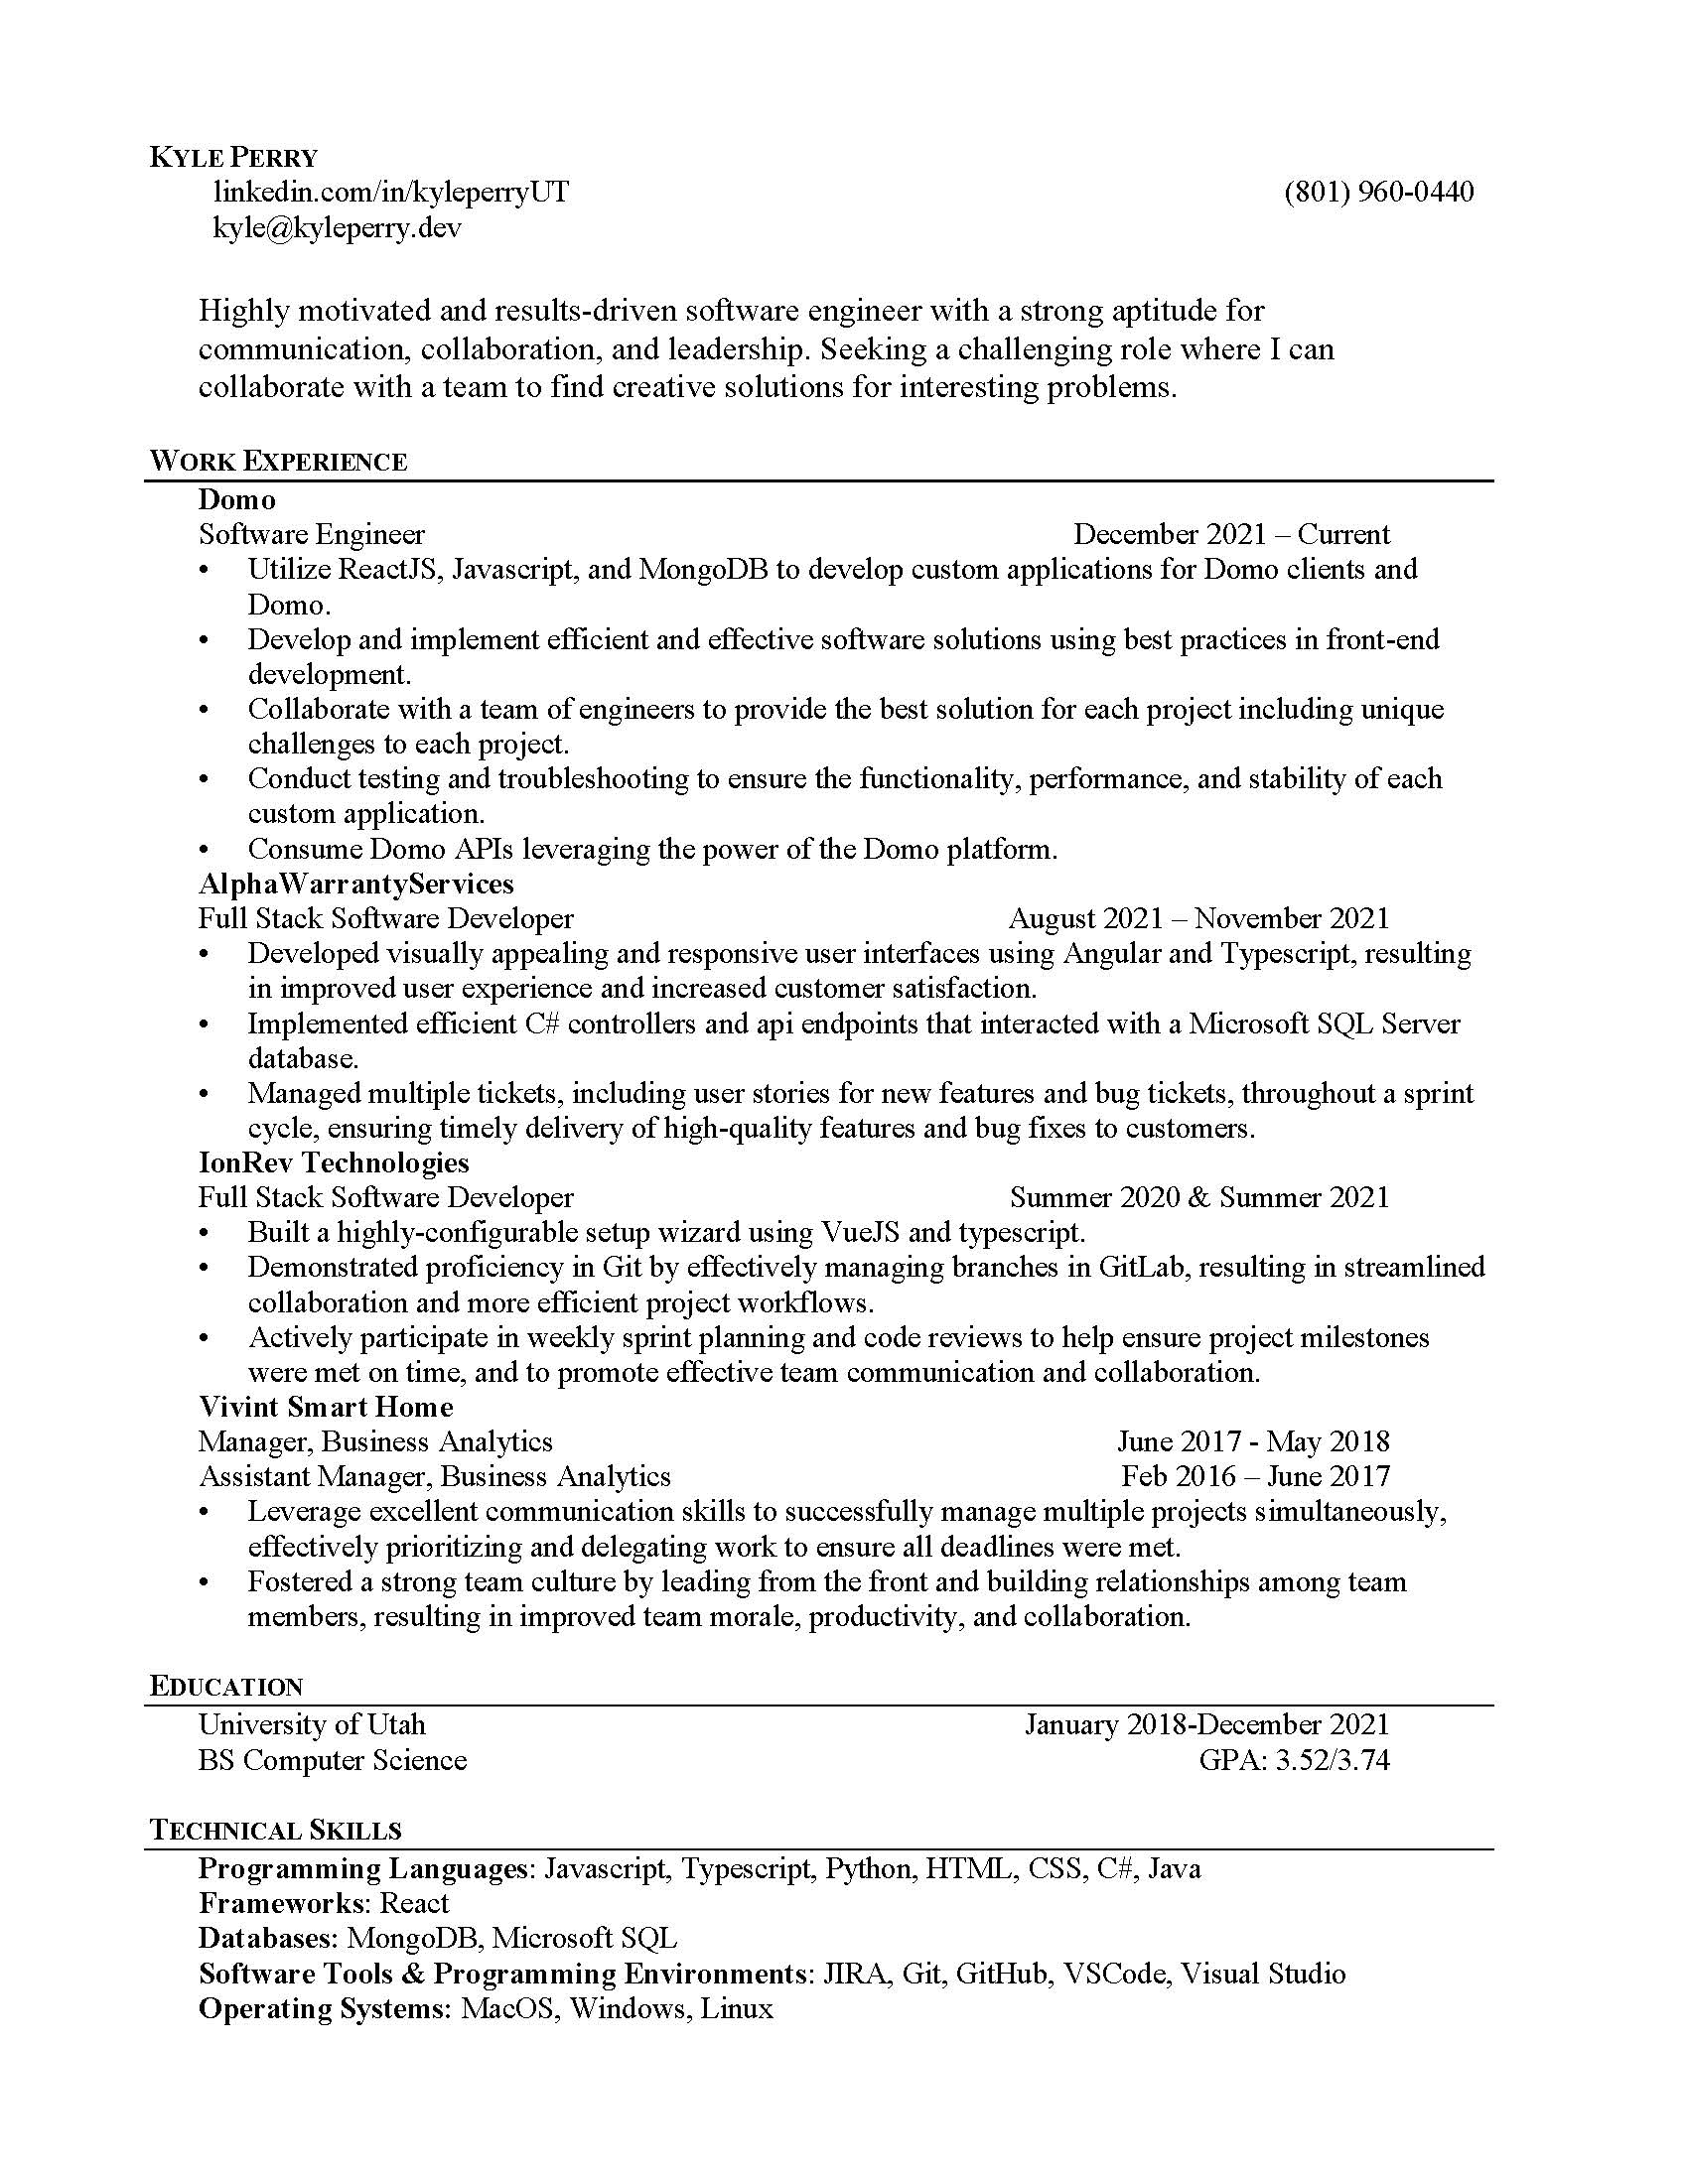 KYLE PERRY
linkedin.com/in/kyleperryUT (801) 960-0440
kyle@kyleperry.dev
Highly motivated and results-driven software engineer with a strong aptitude for
communication, collaboration, and leadership. Seeking a challenging role where I can
collaborate with a team to find creative solutions for interesting problems.
WORK EXPERIENCE
Domo
Software Engineer December 2021 – Current
• Utilize ReactJS, Javascript, and MongoDB to develop custom applications for Domo clients and
Domo.
• Develop and implement efficient and effective software solutions using best practices in front-end
development.
• Collaborate with a team of engineers to provide the best solution for each project including unique
challenges to each project.
• Conduct testing and troubleshooting to ensure the functionality, performance, and stability of each
custom application.
• Consume Domo APIs leveraging the power of the Domo platform.
AlphaWarrantyServices
Full Stack Software Developer August 2021 – November 2021
• Developed visually appealing and responsive user interfaces using Angular and Typescript, resulting
in improved user experience and increased customer satisfaction.
• Implemented efficient C# controllers and api endpoints that interacted with a Microsoft SQL Server
database.
• Managed multiple tickets, including user stories for new features and bug tickets, throughout a sprint
cycle, ensuring timely delivery of high-quality features and bug fixes to customers.
IonRev Technologies
Full Stack Software Developer Summer 2020 & Summer 2021
• Built a highly-configurable setup wizard using VueJS and typescript.
• Demonstrated proficiency in Git by effectively managing branches in GitLab, resulting in streamlined
collaboration and more efficient project workflows.
• Actively participate in weekly sprint planning and code reviews to help ensure project milestones
were met on time, and to promote effective team communication and collaboration.
Vivint Smart Home
Manager, Business Analytics June 2017 - May 2018
Assistant Manager, Business Analytics Feb 2016 – June 2017
• Leverage excellent communication skills to successfully manage multiple projects simultaneously,
effectively prioritizing and delegating work to ensure all deadlines were met.
• Fostered a strong team culture by leading from the front and building relationships among team
members, resulting in improved team morale, productivity, and collaboration.
EDUCATION
University of Utah January 2018-December 2021
BS Computer Science GPA: 3.52/3.74
TECHNICAL SKILLS
Programming Languages: Javascript, Typescript, Python, HTML, CSS, C#, Java
Frameworks: React
Databases: MongoDB, Microsoft SQL
Software Tools & Programming Environments: JIRA, Git, GitHub, VSCode, Visual Studio
Operating Systems: MacOS, Windows, Linux